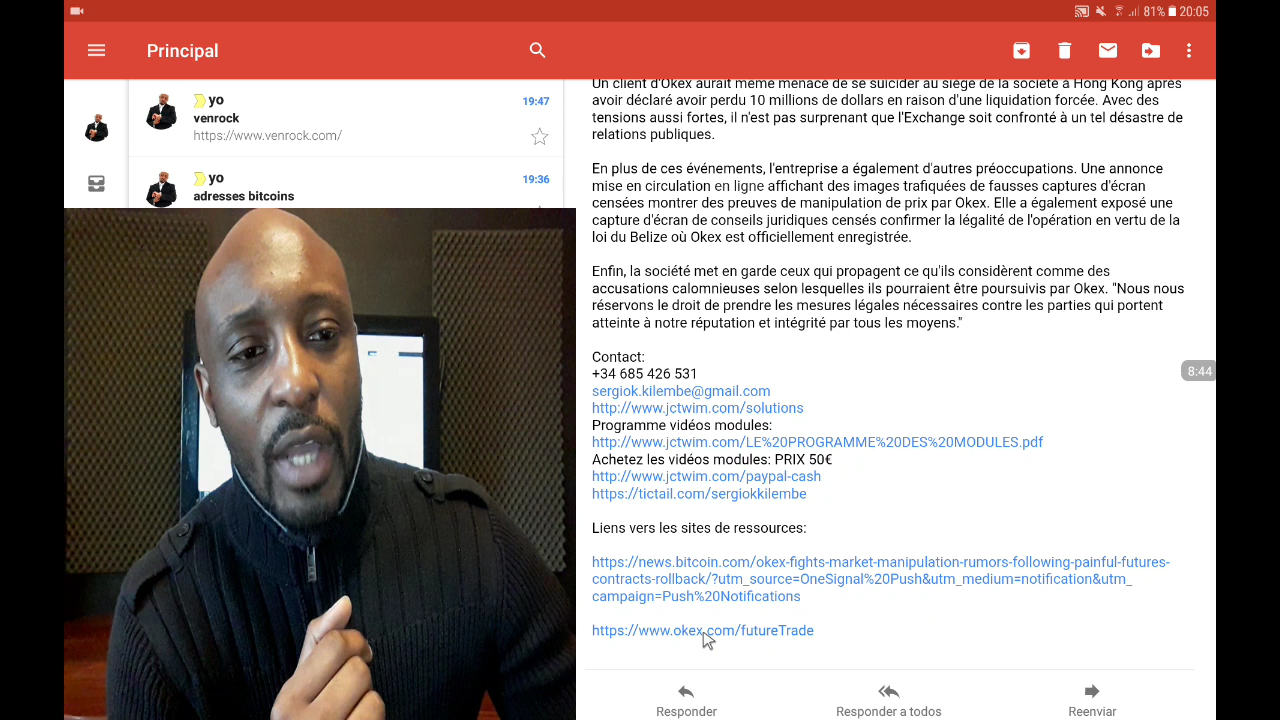 81% 20:05
Principal
yo
19:47
venrock
https://www.venrock.com/
yo
19:36
adresses bitcoins
Un client d'Okex aurait même menacé de se suicider au siège de la société à Hong Kong après
avoir déclaré avoir perdu 10 millions de dollars en raison d'une liquidation forcée. Avec des
tensions aussi fortes, il n'est pas surprenant que l'Exchange soit confronté à un tel désastre de
relations publiques.
En plus de ces événements, l'entreprise a également d'autres préoccupations. Une annonce
mise en circulation en ligne affichant des images trafiquées de fausses captures d'écran
censées montrer des preuves de manipulation de prix par Okex. Elle a également exposé une
capture d'écran de conseils juridiques censés confirmer la légalité de l'opération en vertu de la
loi du Belize où Okex est officiellement enregistrée.
Enfin, la société met en garde ceux qui propagent ce qu'ils considèrent comme des
accusations calomnieuses selon lesquelles ils pourraient être poursuivis par Okex. "Nous nous
réservons le droit de prendre les mesures légales nécessaires contre les parties qui portent
atteinte à notre réputation et intégrité par tous les moyens."
Contact:
+34 685 426 531
sergiok.kilembe@gmail.com
http://www.jctwim.com/solutions
Programme vidéos modules:
http://www.jctwim.com/LE%20PROGRAMME%20DES%20MODULES.pdf
Achetez les vidéos modules: PRIX 50€
http://www.jctwim.com/paypal-cash
https://tictail.com/sergiokkilembe
Liens vers les sites de ressources:
https://news.bitcoin.com/okex-fights-market-manipulation-rumors-following-painful-futures-
contracts-rollback/?utm_source=OneSignal%20Push&utm_medium=notification&utm_
campaign=Push%20Notifications
https://www.okex.com/futureTrade
8:44
Responder
Responder a todos
Reenviar